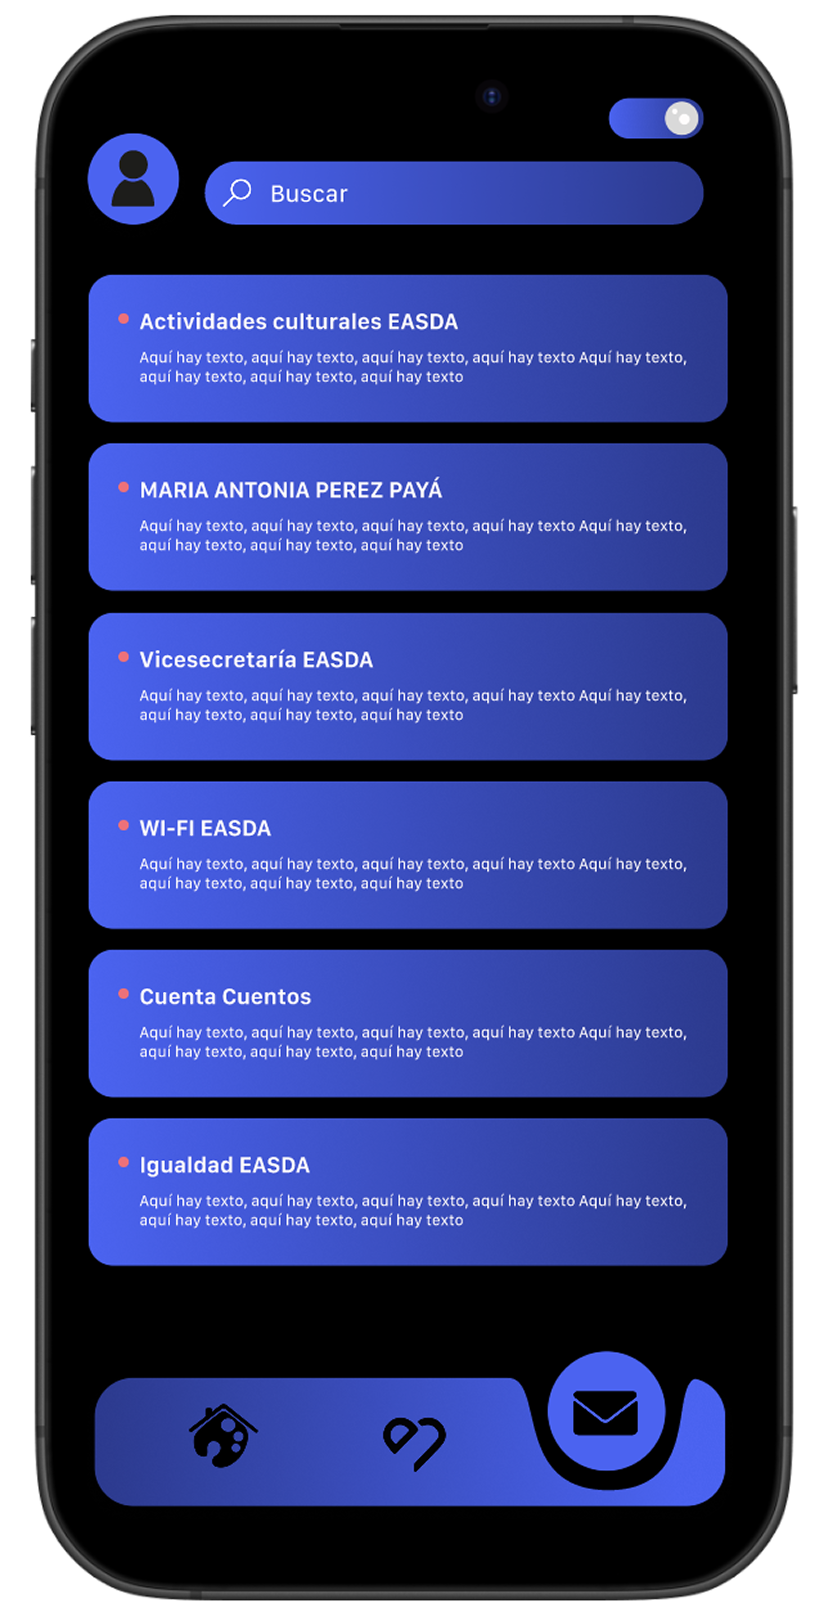 Buscar
Actividades culturales EASDA
Aquí hay texto, aquí hay texto, aquí hay texto, aquí hay texto Aquí hay texto,
aquí hay texto, aquí hay texto, aquí hay texto
MARIA ANTONIA PEREZ PAYÁ
Aquí hay texto, aquí hay texto, aquí hay texto, aquí hay texto Aquí hay texto,
aquí hay texto, aquí hay texto, aquí hay texto
Vicesecretaría EASDA
Aquí hay texto, aquí hay texto, aquí hay texto, aquí hay texto Aquí hay texto,
aquí hay texto, aquí hay texto, aquí hay texto
WI-FI EASDA
Aquí hay texto, aquí hay texto, aquí hay texto, aquí hay texto Aquí hay texto,
aquí hay texto, aquí hay texto, aquí hay texto
Cuenta Cuentos
Aquí hay texto, aquí hay texto, aquí hay texto, aquí hay texto Aquí hay texto,
aquí hay texto, aquí hay texto, aquí hay texto
Igualdad EASDA
Aquí hay texto, aquí hay texto, aquí hay texto, aquí hay texto Aquí hay texto,
aquí hay texto, aquí hay texto, aquí hay texto